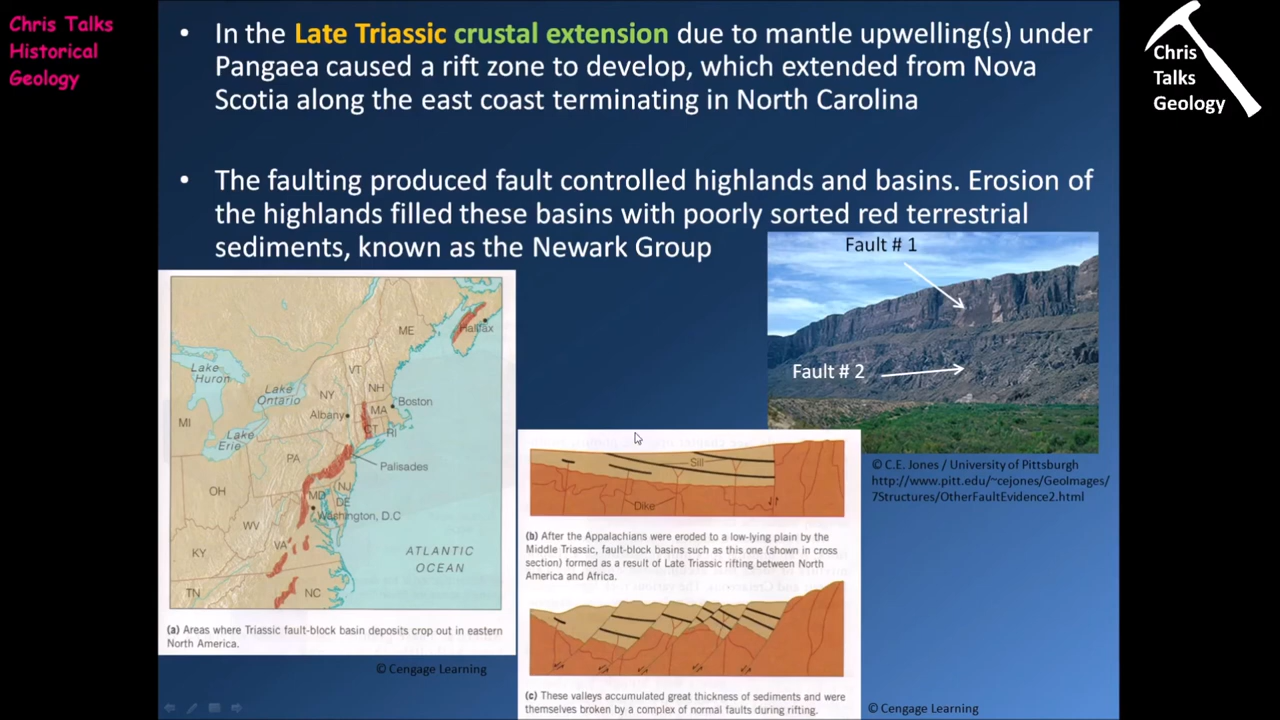 Chris Talks
Historical
Geology
• In the Late Triassic crustal extension due to mantle upwelling(s) under
Pangaea caused a rift zone to develop, which extended from Nova
Scotia along the east coast terminating in North Carolina
• The faulting produced fault controlled highlands and basins. Erosion of
the highlands filled these basins with poorly sorted red terrestrial
sediments, known as the Newark Group
Chris
Talks
Geology
Fault # 1
Fault # 2
© C.E. Jones / University of Pittsburgh
http://www.pitt.edu/~cejones/GeoImages/
7Structures/OtherFaultEvidence2.html
ME
Halifax
Lake
Huron
VT
NH
Lake
Ontario
NY
Boston
MA
Albany
MI
CT
RI
Lake
Erie
PA
Palisades
OH
NJ
MD
DE
Washington, D.C
WV
VA
KY
ATLANTIC
OCEAN
TN
NC
(a) Areas where Triassic fault-block basin deposits crop out in eastern
North America.
© Cengage Learning
Sill
Dike
(b) After the Appalachians were eroded to a low-lying plain by the
Middle Triassic, fault-block basins such as this one (shown in cross
section) formed as a result of Late Triassic rifting between North
America and Africa.
(c) These valleys accumulated great thickness of sediments and were
themselves broken by a complex of normal faults during rifting.
© Cengage Learning